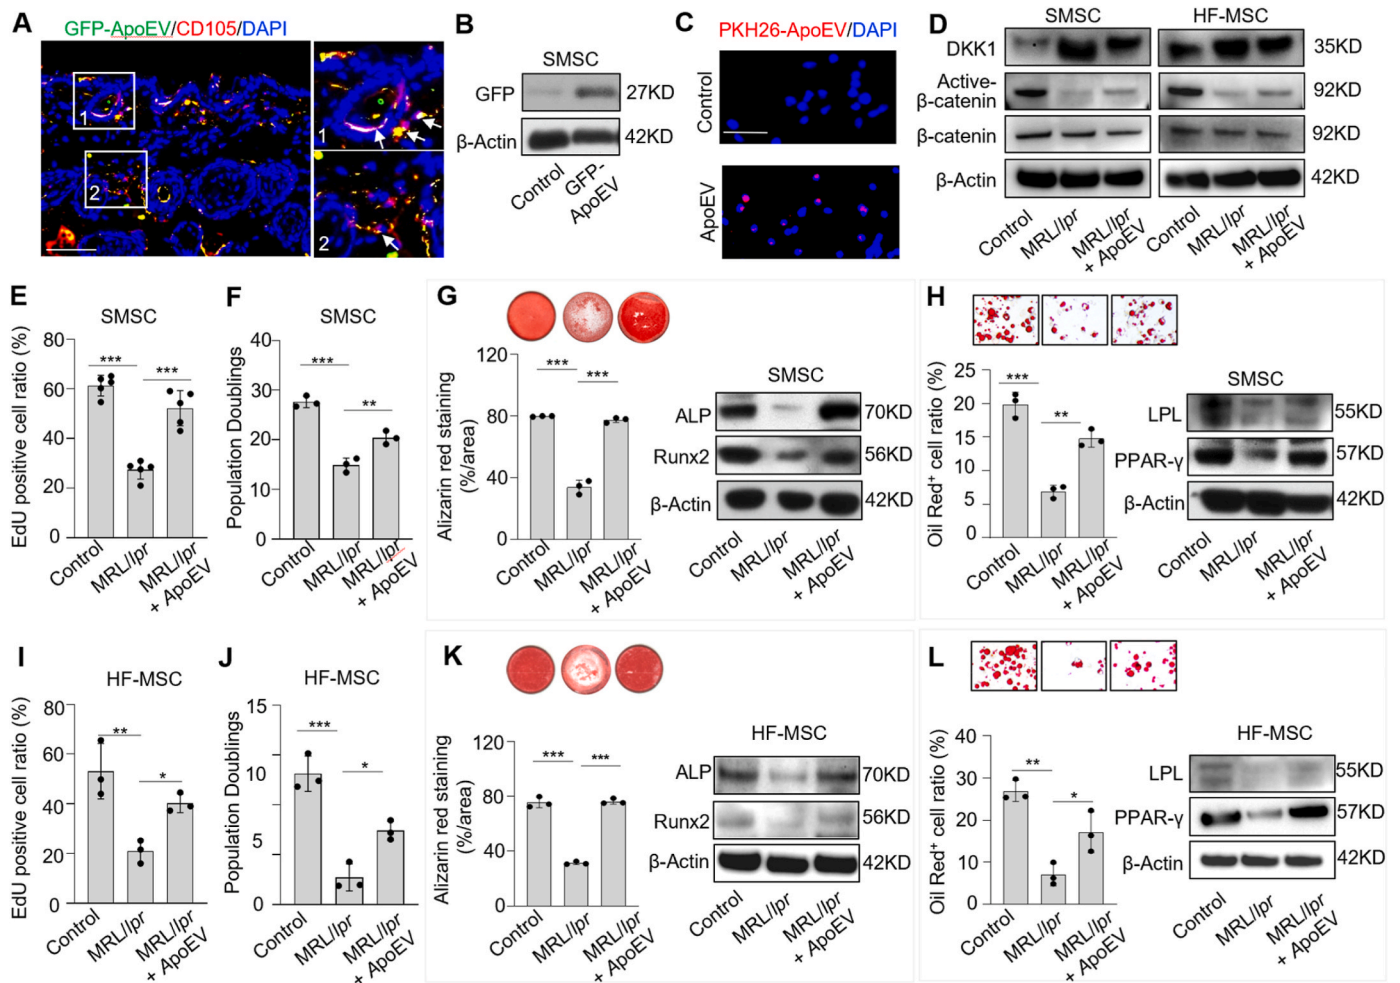 A
GFP-ApoEV/CD105/DAPI
1
2
1
2
B
SMSC
GFP
27KD
β-Actin
42KD
Control
GFP-
ApoEV
C
PKH26-ApoEV/DAPI
Control
ApoEV
D
SMSC
HF-MSC
DKK1
35KD
Active-
β-catenin
92KD
β-catenin
92KD
β-Actin
42KD
Control
MRL/lpr
MRL/lpr
+ ApoEV
Control
MRL/lpr
MRL/lpr
+ ApoEV
E
SMSC
EdU positive cell ratio (%)
80
60
40
20
0
***
***
Control
MRL/lpr
MRL/lpr
+ ApoEV
F
SMSC
Population Doublings
40
30
20
10
0
***
**
Control
MRL/lpr
MRL/lpr
+ ApoEV
G
Alizarin red staining
(%/area)
120
80
40
0
***
***
Control
MRL/lpr
MRL/lpr
+ ApoEV
SMSC
ALP
70KD
Runx2
56KD
β-Actin
42KD
Control
MRL/lpr
MRL/lpr
+ ApoEV
H
Oil Red⁺ cell ratio (%)
25
20
15
10
5
0
***
**
Control
MRL/lpr
MRL/lpr
+ ApoEV
SMSC
LPL
55KD
PPAR-γ
57KD
β-Actin
42KD
Control
MRL/lpr
MRL/lpr
+ ApoEV
I
HF-MSC
EdU positive cell ratio (%)
80
60
40
20
0
**
*
Control
MRL/lpr
MRL/lpr
+ ApoEV
J
HF-MSC
Population Doublings
15
10
5
0
***
*
Control
MRL/lpr
MRL/lpr
+ ApoEV
K
Alizarin red staining
(%/area)
120
80
40
0
***
***
Control
MRL/lpr
MRL/lpr
+ ApoEV
HF-MSC
ALP
70KD
Runx2
56KD
β-Actin
42KD
Control
MRL/lpr
MRL/lpr
+ ApoEV
L
Oil Red⁺ cell ratio (%)
40
30
20
10
0
**
*
Control
MRL/lpr
MRL/lpr
+ ApoEV
HF-MSC
LPL
55KD
PPAR-γ
57KD
β-Actin
42KD
Control
MRL/lpr
MRL/lpr
+ ApoEV